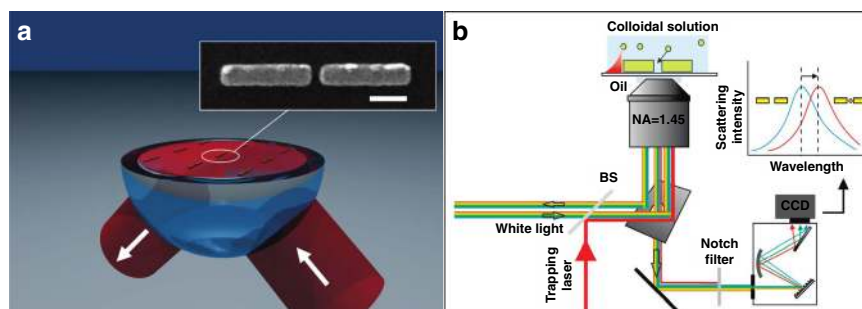 a
b
Colloidal solution
Oil
NA=1.45
Scattering
intensity
Wavelength
BS
White light
Trapping
laser
Notch
filter
CCD